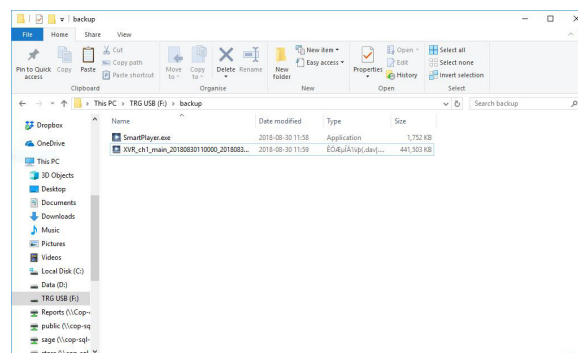 backup
File Home Share View
Pin to Quick access
Copy
Paste
Cut
Copy path
Paste shortcut
Move to
Copy to
Delete
Rename
New folder
New item
Easy access
Properties
Open
Edit
History
Select all
Select none
Invert selection
Clipboard Organise New Open Select
This PC > TRG USB (F:) > backup
Search backup
Name Date modified Type Size
SmartPlayer.exe 2018-08-30 11:58 Application 1,752 KB
XVR_ch1_main_20180830110000_2018083... 2018-08-30 11:59 441,503 KB
Dropbox
OneDrive
This PC
3D Objects
Desktop
Documents
Downloads
Music
Pictures
Videos
Local Disk (C:)
Data (D:)
TRG USB (F:)
Reports (\\Cop-
public (\\cop-sq
sage (\\cop-sql-